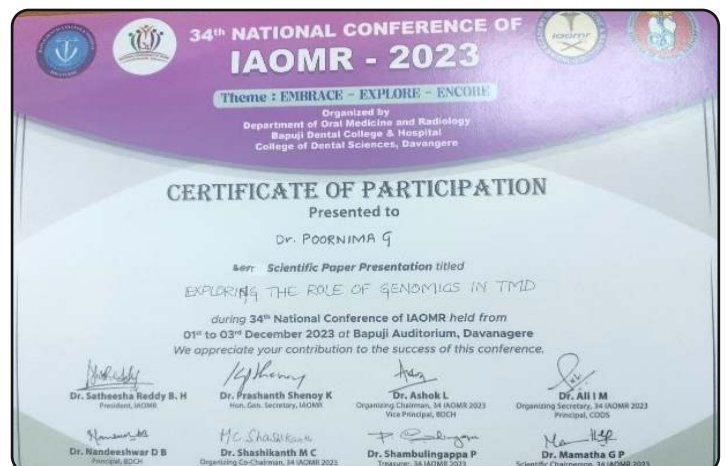 34th NATIONAL CONFERENCE OF
IAOMR - 2023
Theme : EMBRACE - EXPLORE - ENCORE
Organized by
Department of Oral Medicine and Radiology
Bapuji Dental College & Hospital
College of Dental Sciences, Davangere
iaomr
CERTIFICATE OF PARTICIPATION
Presented to
Dr. POORNIMA G
Scientific Paper Presentation titled
EXPLORING THE ROLE OF GENOMICS IN TMD
during 34th National Conference of IAOMR held from
01st to 03rd December 2023 at Bapuji Auditorium, Davanagere
We appreciate your contribution to the success of this conference.
Dr. Satheesha Reddy B. H
President, IAOMR
Dr. Prashanth Shenoy K
Hon. Gen. Secretary, IAOMR
Dr. Ashok L
Organizing Chairman, 34 IAOMR 2023
Vice Principal, BDCH
Dr. Ali I M
Organizing Secretary, 34 IAOMR 2023
Principal, CODS
Dr. Nandeeshwar D B
Principal, BDCH
Dr. Shashikanth M C
Organizing Co-Chairman, 34 IAOMR 2023
Dr. Shambulingappa P
Treasurer, 34 IAOMR 2023
Dr. Mamatha G P
Scientific Chairperson, 34 IAOMR 2023